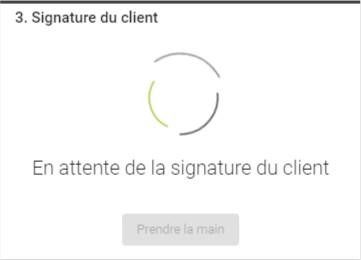 3. Signature du client
En attente de la signature du client
Prendre la main